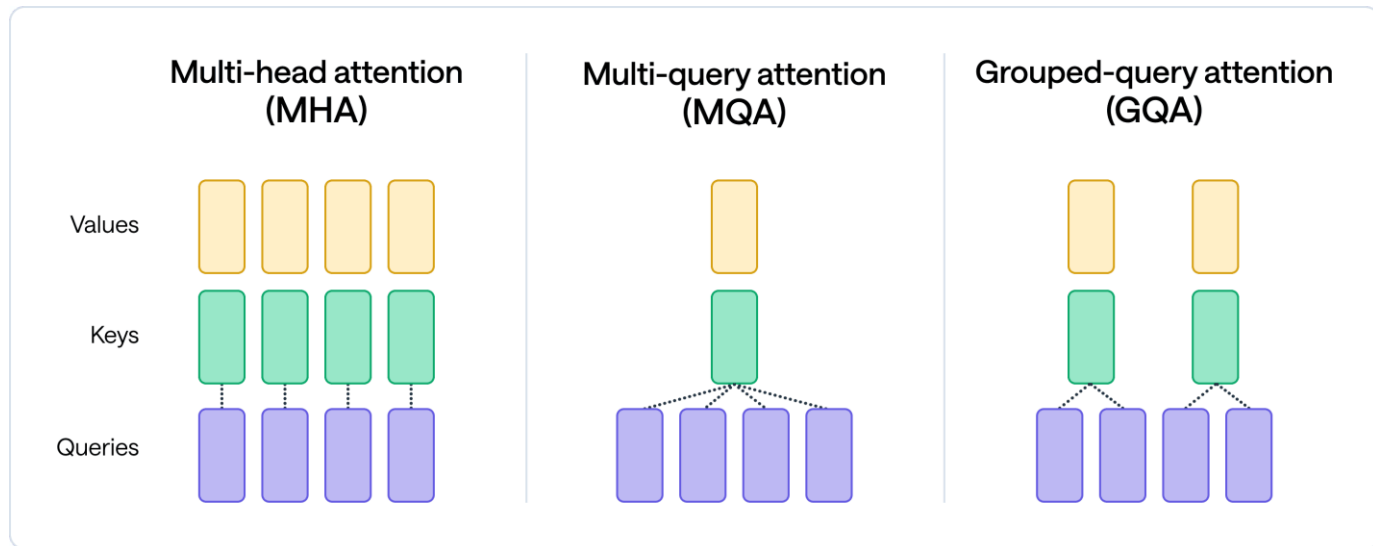 Multi-head attention
(MHA)
Multi-query attention
(MQA)
Grouped-query attention
(GQA)
Values
Keys
Queries